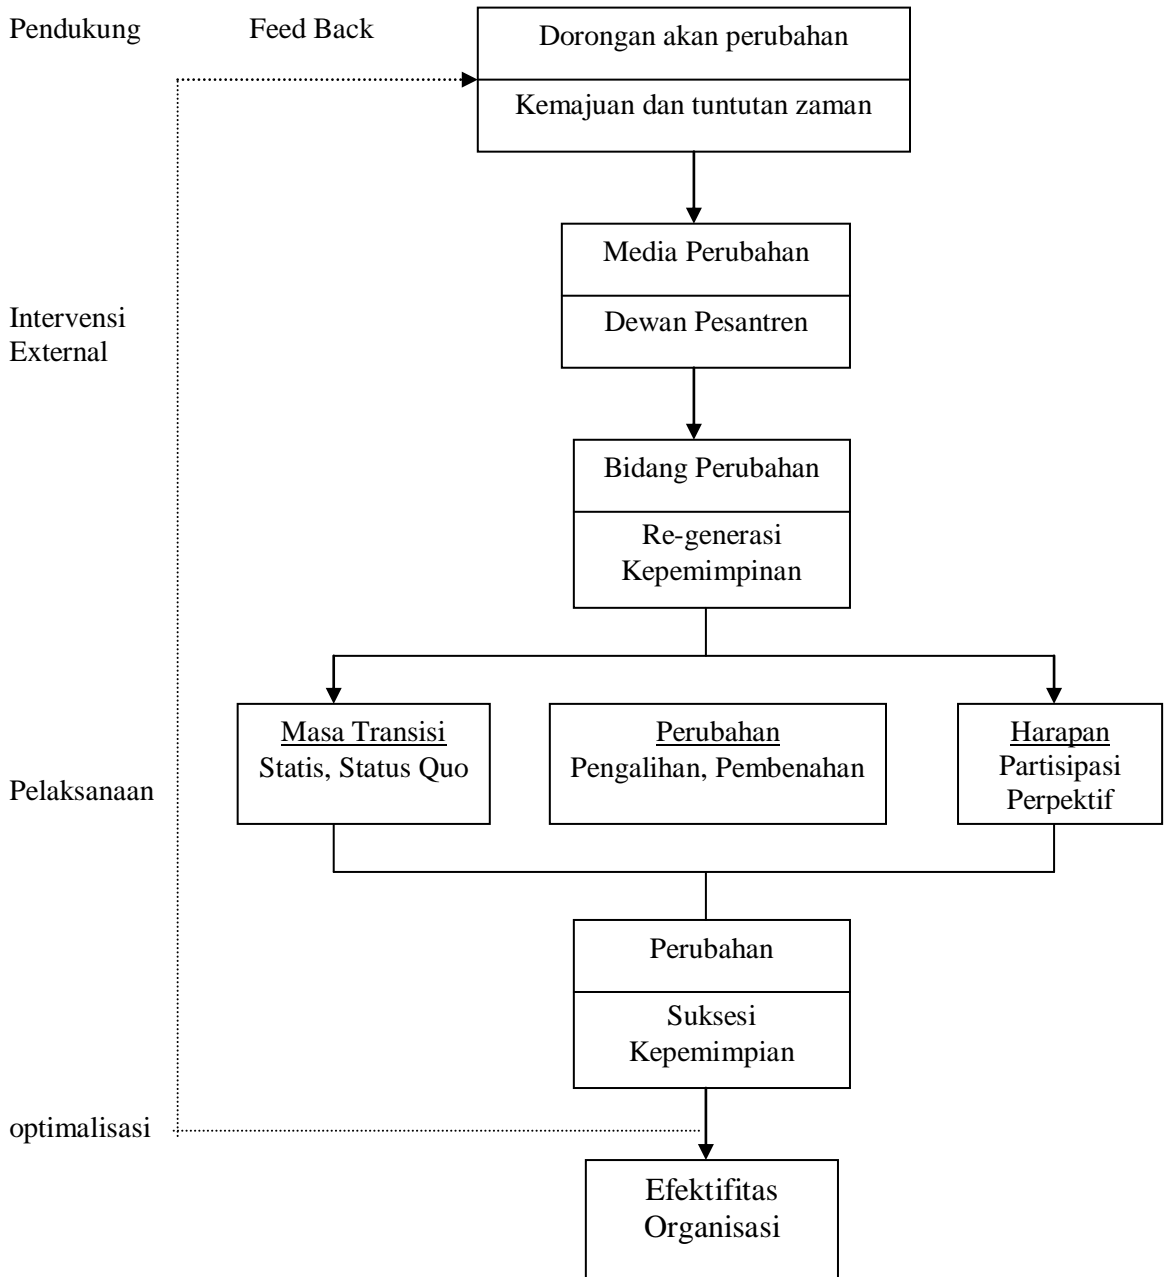 Pendukung
Feed Back
Dorongan akan perubahan
Kemajuan dan tuntutan zaman
Media Perubahan
Intervensi
External
Dewan Pesantren
Bidang Perubahan
Re-generasi
Kepemimpinan
Masa Transisi
Statis, Status Quo
Perubahan
Pengalihan, Pembenahan
Harapan
Partisipasi
Perpektif
Pelaksanaan
Perubahan
Suksesi
Kepemimpian
optimalisasi
Efektifitas
Organisasi